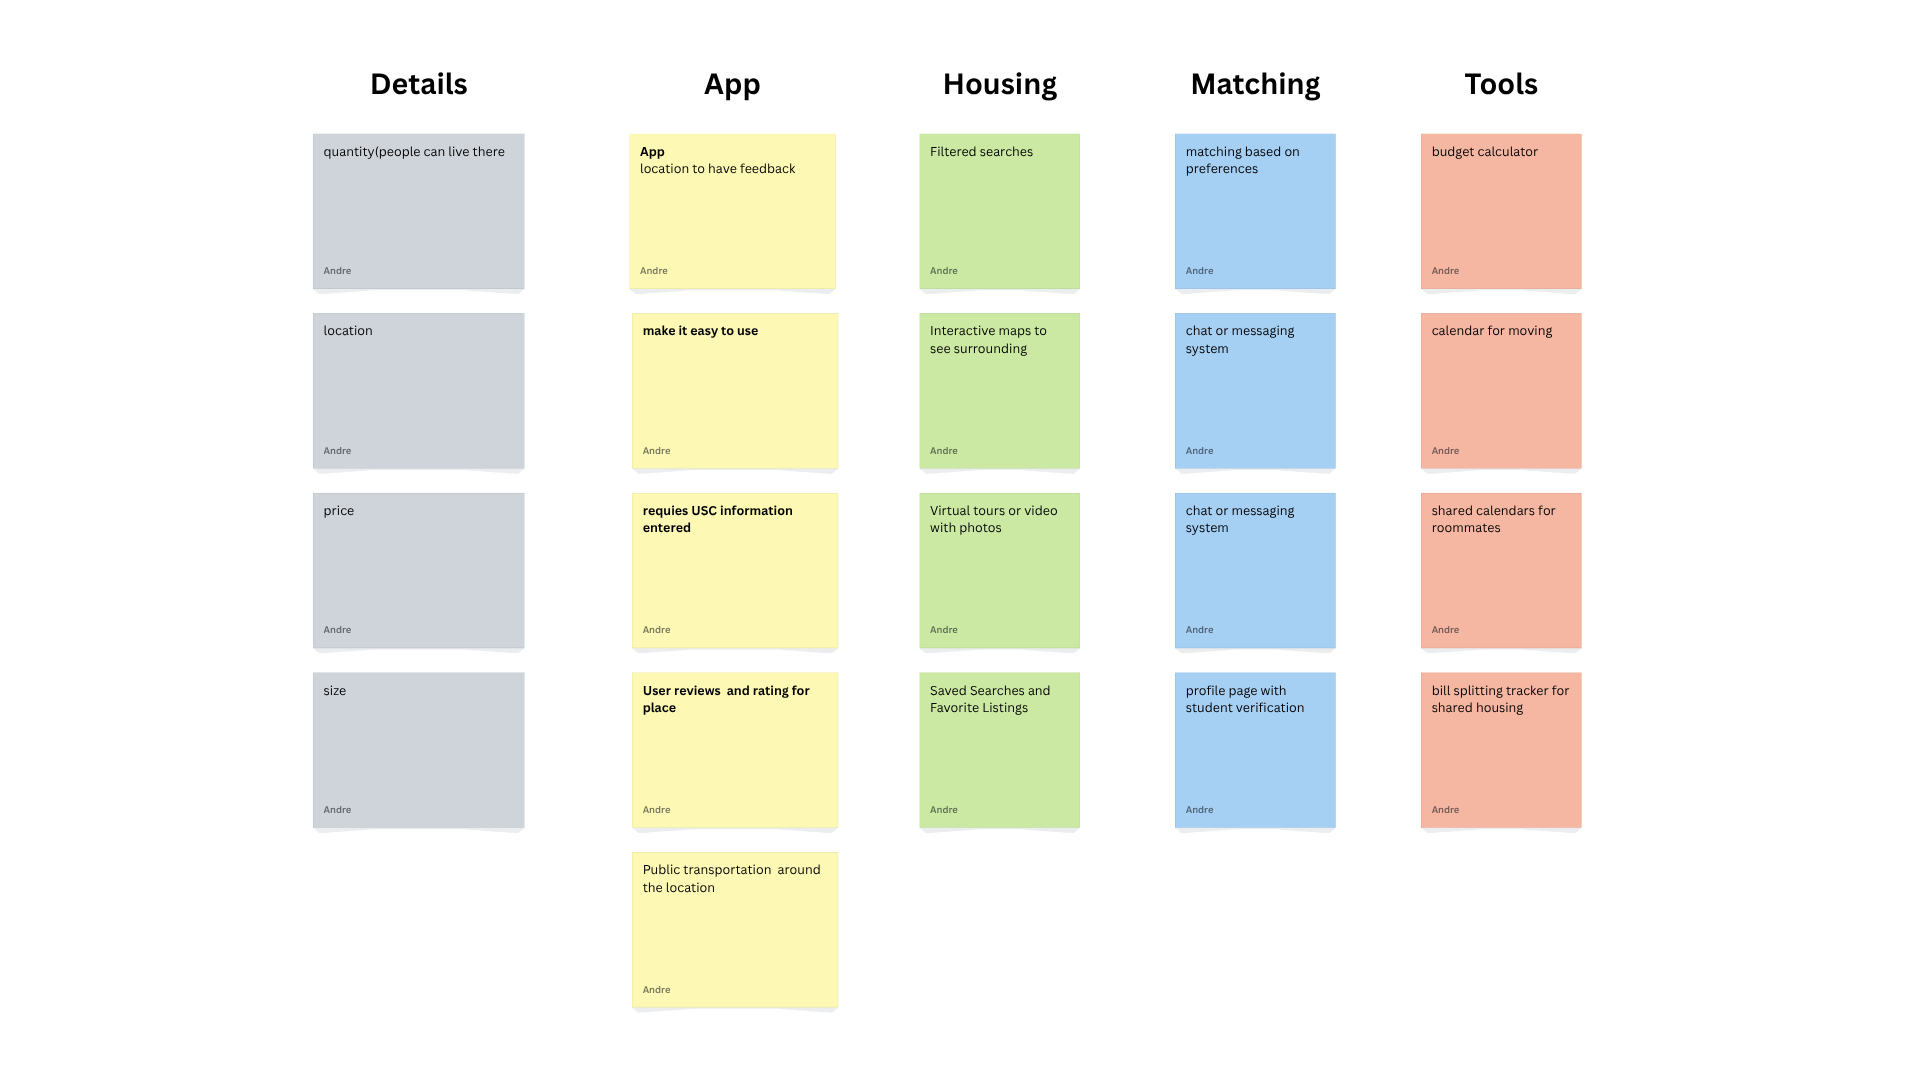 Details
quantity(people can live there
Andre
location
Andre
price
Andre
size
Andre
App
App
location to have feedback
Andre
make it easy to use
Andre
requies USC information
entered
Andre
User reviews  and rating for
place
Andre
Public transportation  around
the location
Andre
Housing
Filtered searches
Andre
Interactive maps to
see surrounding
Andre
Virtual tours or video
with photos
Andre
Saved Searches and
Favorite Listings
Andre
Matching
matching based on
preferences
Andre
chat or messaging
system
Andre
chat or messaging
system
Andre
profile page with
student verification
Andre
Tools
budget calculator
Andre
calendar for moving
Andre
shared calendars for
roommates
Andre
bill splitting tracker for
shared housing
Andre